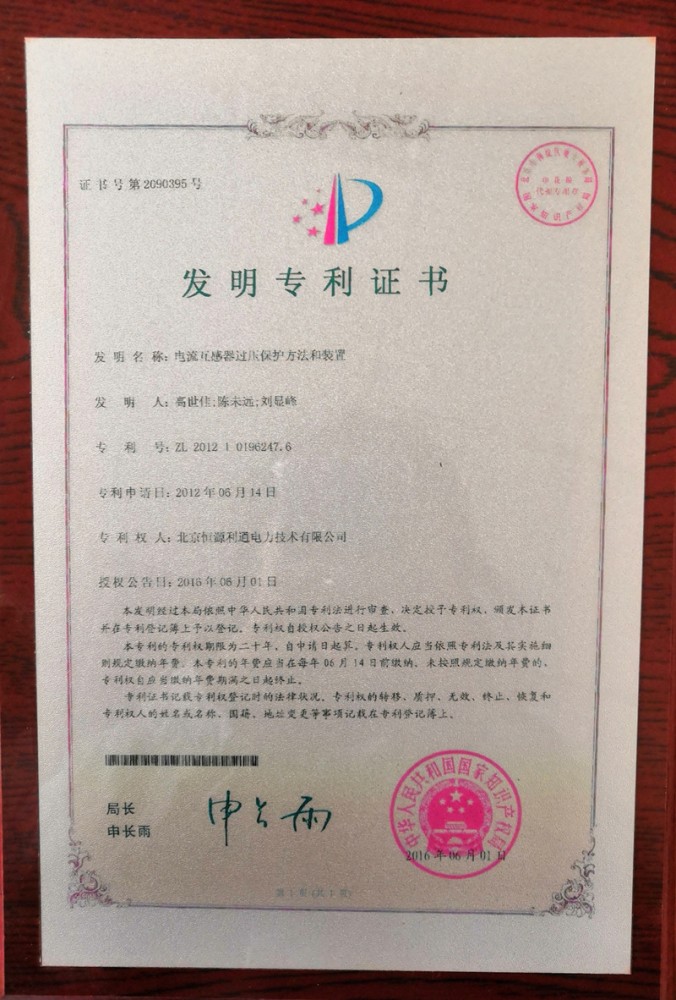 证书号第2090395号
发明专利证书
发明名称：电流互感器过压保护方法和装置
发明人：高世佳;陈未远;刘显峰
专利号：ZL 2012 1 0196247.6
专利申请日：2012年06月14日
专利权人：北京恒源利通电力技术有限公司
授权公告日：2016年06月01日
本发明经过本局依照中华人民共和国专利法进行审查，决定授予专利权，颁发本证书
并在专利登记簿上予以登记。专利权自授权公告之日起生效。
本专利的专利权期限为二十年，自申请日起算。专利权人应当依照专利法及其实施细
则规定缴纳年费。本专利的年费应当在每年06月14日前缴纳。未按照规定缴纳年费的，
专利权自应当缴纳年费期满之日起终止。
专利证书记载专利权登记时的法律状况。专利权的转移、质押、无效、终止、恢复和
专利权人的姓名或名称、国籍、地址变更等事项记载在专利登记簿上。
局长
申长雨
申长雨
中华人民共和国国家知识产权局
2016年06月01日
第1页(共1页)